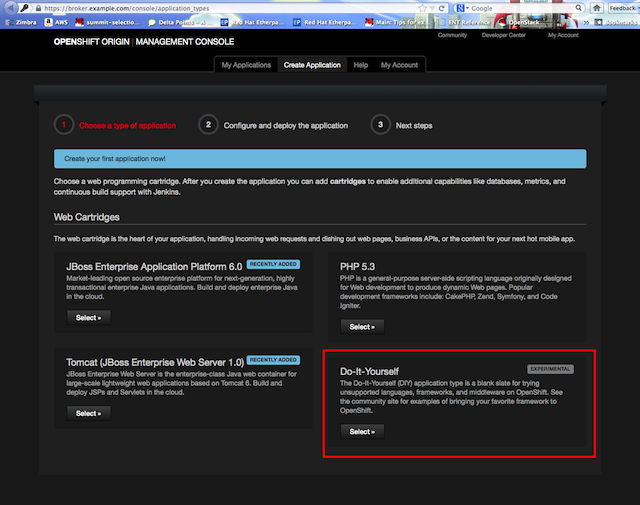 https://broker.example.com/console/application_types
Google
Feedback
Zimbra
AWS
summit-selectio...
Delta Points - ...
Red Hat Etherpa...
Red Hat Etherpa...
Main: Tips for ex...
ENT Reference
OpenStack
Bookmarks
OPENSHIFT ORIGIN | MANAGEMENT CONSOLE
Community
Developer Center
My Account
My Applications
Create Application
Help
My Account
1 Choose a type of application
2 Configure and deploy the application
3 Next steps
Create your first application now!
Choose a web programming cartridge. After you create the application you can add cartridges to enable additional capabilities like databases, metrics, and
continuous build support with Jenkins.
Web Cartridges
The web cartridge is the heart of your application, handling incoming web requests and dishing out web pages, business APIs, or the content for your next hot mobile app.
JBoss Enterprise Application Platform 6.0
RECENTLY ADDED
Market-leading open source enterprise platform for next-generation, highly
transactional enterprise Java applications. Build and deploy enterprise Java
in the cloud.
Select »
PHP 5.3
PHP is a general-purpose server-side scripting language originally designed
for Web development to produce dynamic Web pages. Popular
development frameworks include: CakePHP, Zend, Symfony, and Code
Igniter.
Select »
Tomcat (JBoss Enterprise Web Server 1.0)
RECENTLY ADDED
JBoss Enterprise Web Server is the enterprise-class Java web container for
large-scale lightweight web applications based on Tomcat 6. Build and
deploy JSPs and Servlets in the cloud.
Select »
Do-It-Yourself
EXPERIMENTAL
The Do-It-Yourself (DIY) application type is a blank slate for trying
unsupported languages, frameworks, and middleware on OpenShift. See
the community site for examples of bringing your favorite framework to
OpenShift.
Select »